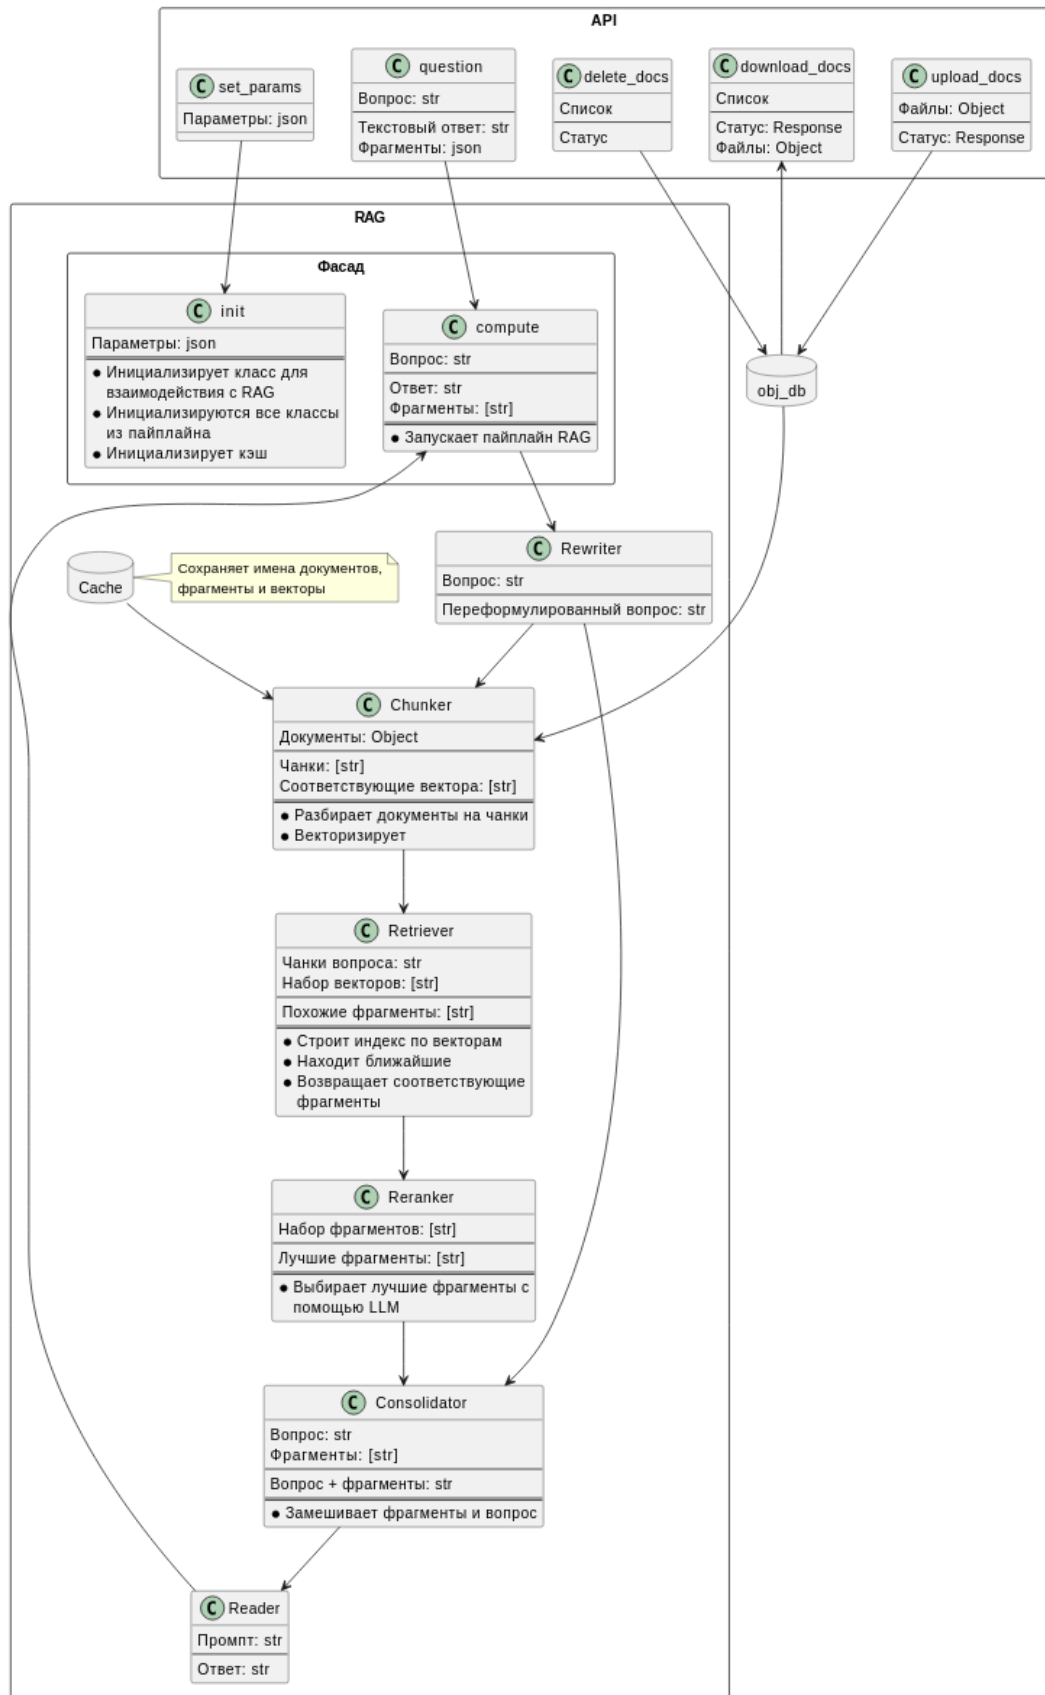 API
C set_params
Параметры: json
C question
Вопрос: str
Текстовый ответ: str
Фрагменты: json
C delete_docs
Список
Статус
C download_docs
Список
Статус: Response
Файлы: Object
C upload_docs
Файлы: Object
Статус: Response
RAG
Фасад
C init
Параметры: json
Инициализирует класс для
взаимодействия с RAG
Инициализируются все классы
из пайплайна
Инициализирует кэш
C compute
Вопрос: str
Ответ: str
Фрагменты: [str]
Запускает пайплайн RAG
obj_db
Cache
Сохраняет имена документов,
фрагменты и векторы
C Rewriter
Вопрос: str
Переформулированный вопрос: str
C Chunker
Документы: Object
Чанки: [str]
Соответствующие вектора: [str]
Разбирает документы на чанки
Векторизирует
C Retriever
Чанки вопроса: str
Набор векторов: [str]
Похожие фрагменты: [str]
Строит индекс по векторам
Находит ближайшие
Возвращает соответствующие
фрагменты
C Reranker
Набор фрагментов: [str]
Лучшие фрагменты: [str]
Выбирает лучшие фрагменты с
помощью LLM
C Consolidator
Вопрос: str
Фрагменты: [str]
Вопрос + фрагменты: str
Замешивает фрагменты и вопрос
C Reader
Промпт: str
Ответ: str